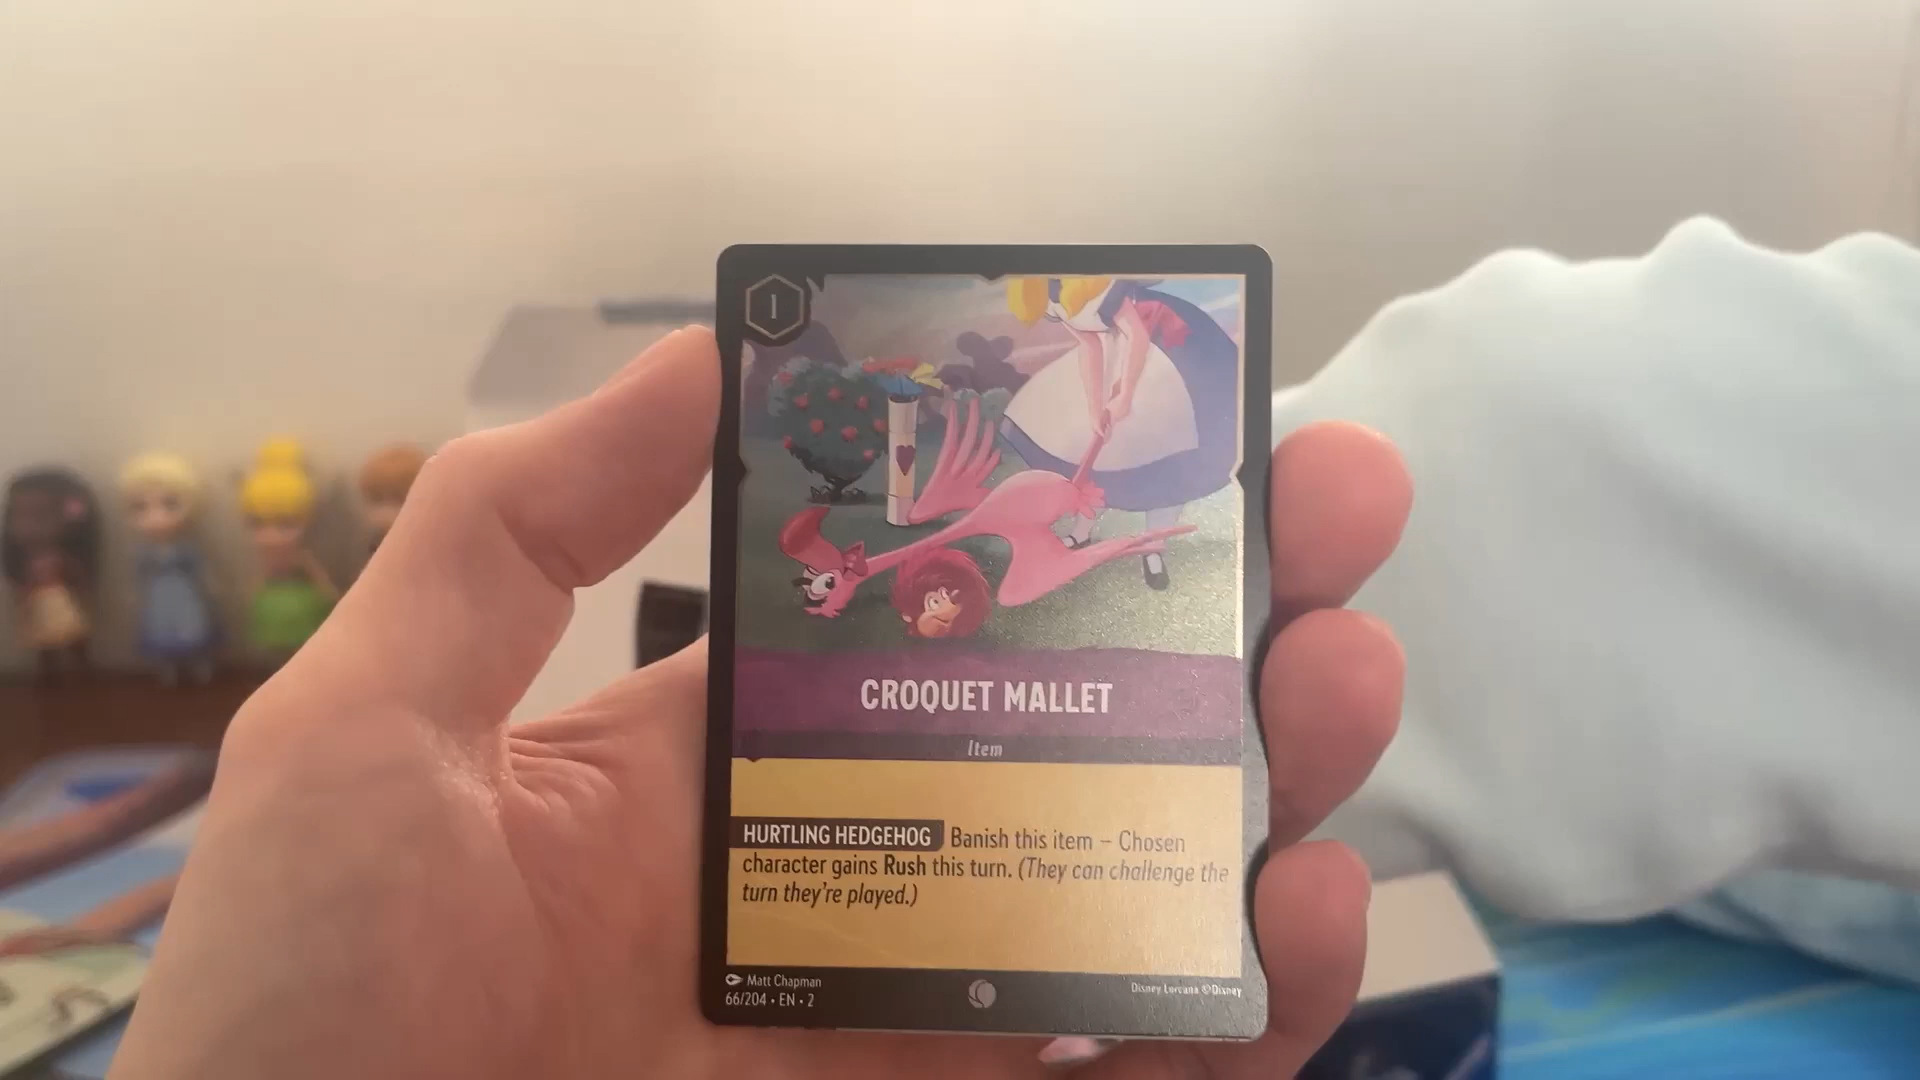 1
CROQUET MALLET
Item
HURTLING HEDGEHOG Banish this item – Chosen
character gains Rush this turn. (They can challenge the
turn they're played.)
Matt Chapman
66/204 • EN • 2
Disney Lorcana ©Disney